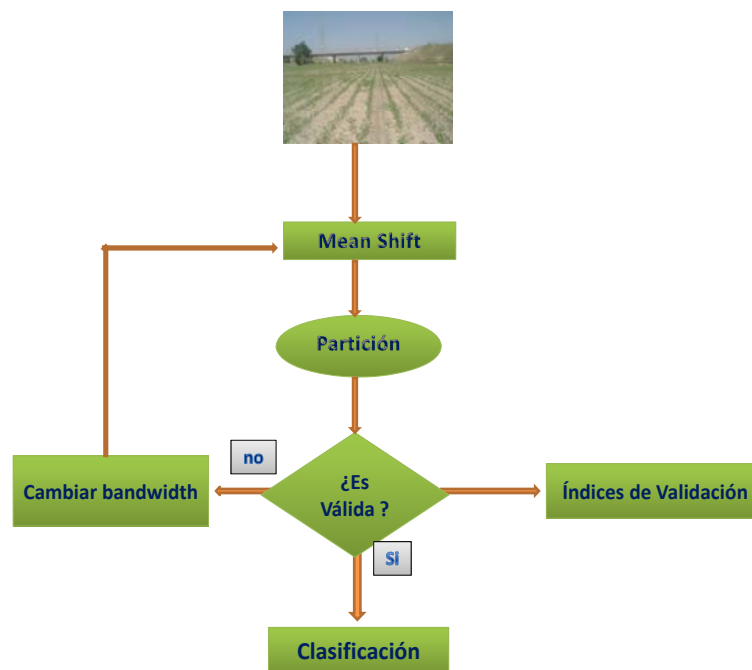 Mean Shift
Partición
no
Cambiar bandwidth
¿Es
Válida ?
Índices de Validación
Si
Clasificación